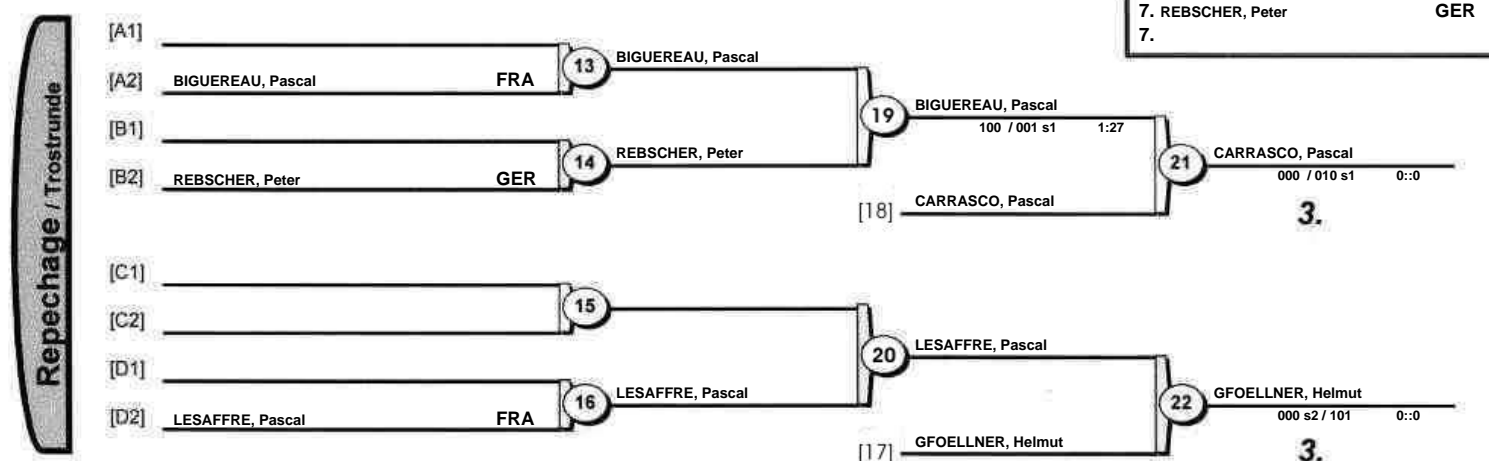 7. REBSCHER, Peter GER
7.
Repechage / Trostrunde
[A1]
[A2] BIGUEREAU, Pascal FRA
13
BIGUEREAU, Pascal
[B1]
[B2] REBSCHER, Peter GER
14
REBSCHER, Peter
19
BIGUEREAU, Pascal
100 / 001 s1 1:27
[18] CARRASCO, Pascal
21
CARRASCO, Pascal
000 / 010 s1 0::0
3.
[C1]
[C2]
15
[D1]
[D2] LESAFFRE, Pascal FRA
16
LESAFFRE, Pascal
20
LESAFFRE, Pascal
[17] GFOELLNER, Helmut
22
GFOELLNER, Helmut
000 s2 / 101 0::0
3.